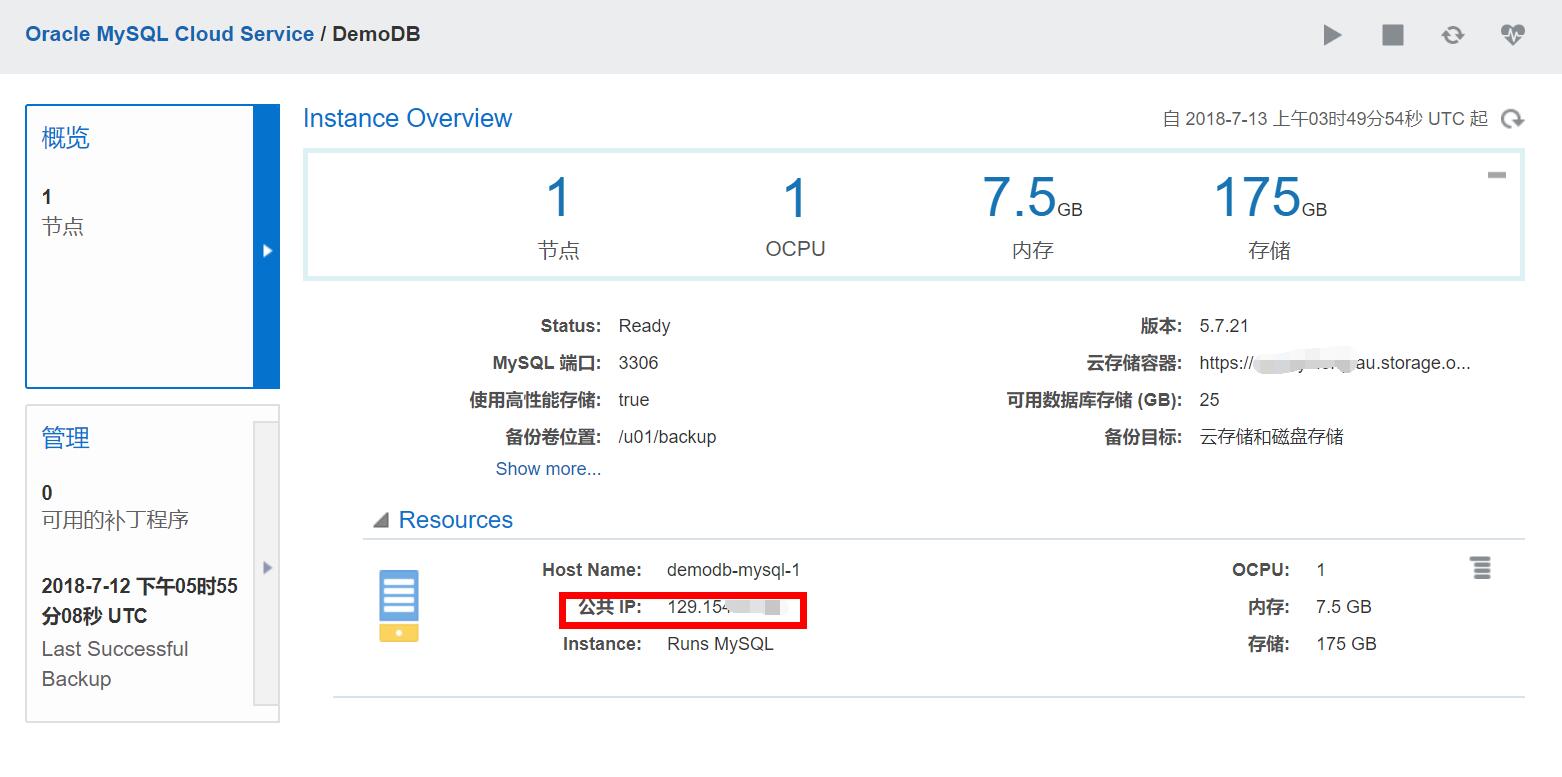 Oracle MySQL Cloud Service / DemoDB
概览
1
节点
管理
0
可用的补丁程序
2018-7-12 下午05时55
分08秒 UTC
Last Successful
Backup
Instance Overview
自 2018-7-13 上午03时49分54秒 UTC 起
1 1 7.5GB 175GB
节点 OCPU 内存 存储
Status: Ready 版本: 5.7.21
MySQL 端口: 3306 云存储容器: https:// au.storage.o...
使用高性能存储: true 可用数据库存储 (GB): 25
备份卷位置: /u01/backup 备份目标: 云存储和磁盘存储
Show more...
Resources
Host Name: demodb-mysql-1 OCPU: 1
公共 IP: 129.154 内存: 7.5 GB
Instance: Runs MySQL 存储: 175 GB